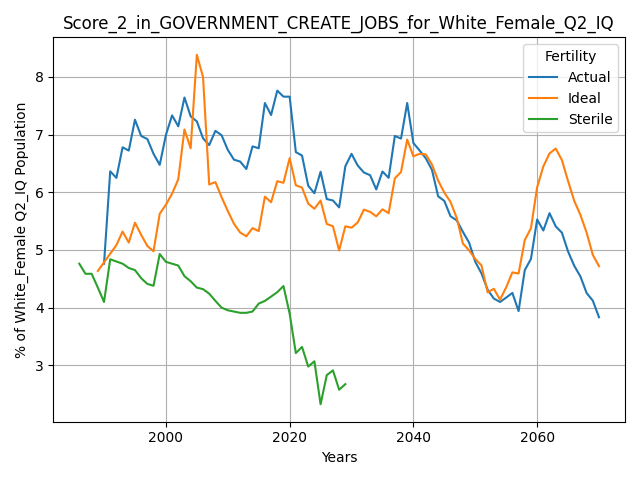 Score_2_in_GOVERNMENT_CREATE_JOBS_for_White_Female_Q2_IQ
Fertility
Actual
Ideal
Sterile
% of White_Female Q2_IQ Population
8
7
6
5
4
3
2000
2020
2040
2060
Years